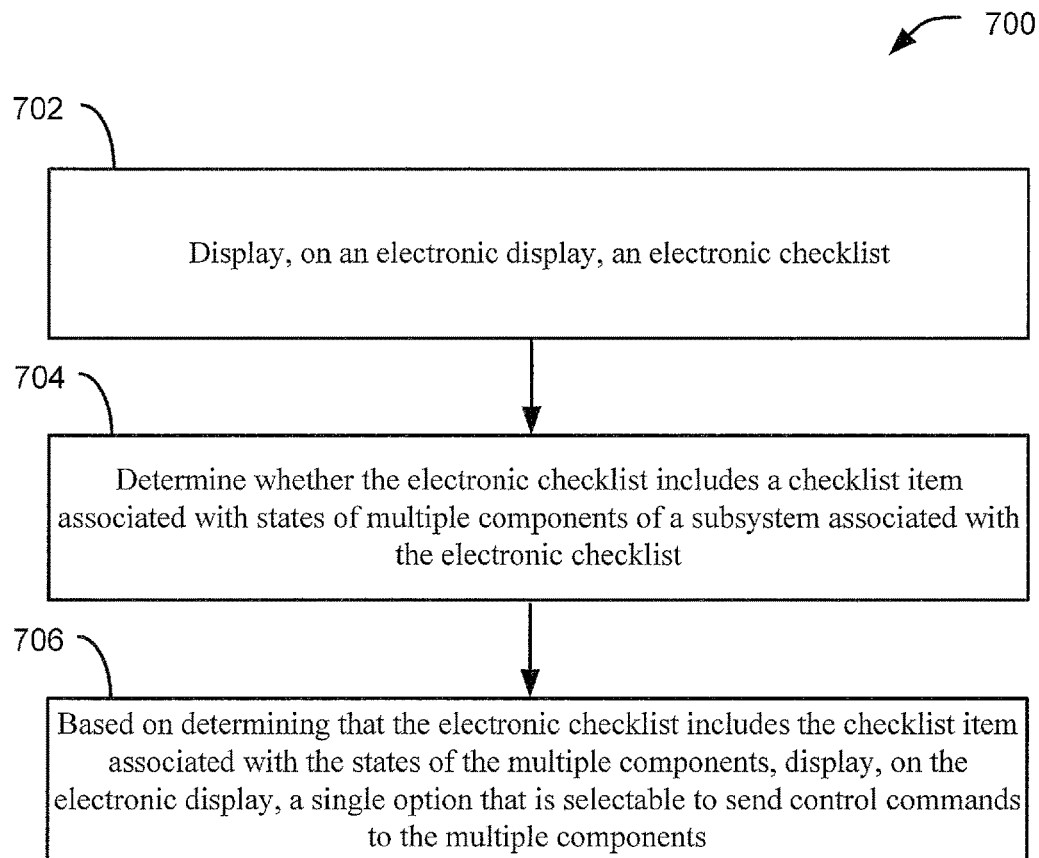 700
702
Display, on an electronic display, an electronic checklist
704
Determine whether the electronic checklist includes a checklist item
associated with states of multiple components of a subsystem associated with
the electronic checklist
706
Based on determining that the electronic checklist includes the checklist item
associated with the states of the multiple components, display, on the
electronic display, a single option that is selectable to send control commands
to the multiple components